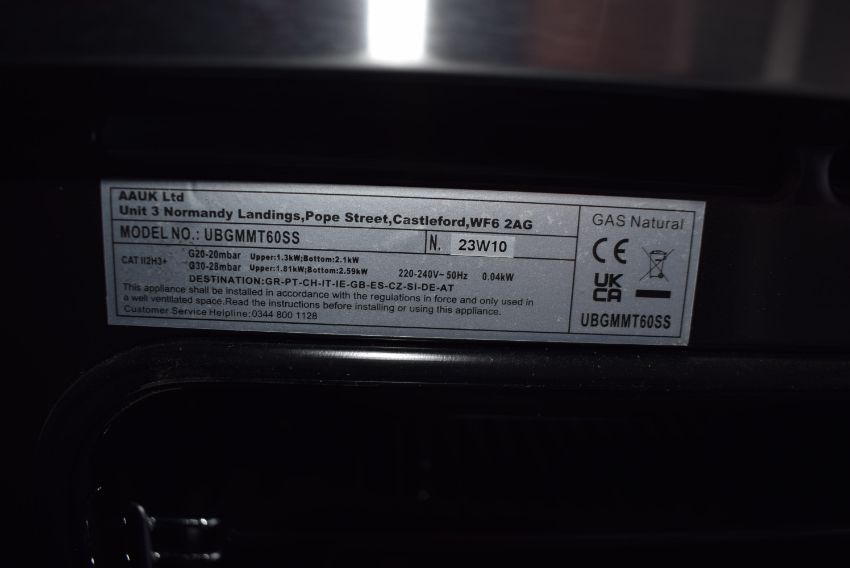 AAUK Ltd
Unit 3 Normandy Landings,Pope Street,Castleford,WF6 2AG
MODEL NO.: UBGMMT60SS
N. 23W10
CAT II2H3+
G20-20mbar Upper:1.3kW;Bottom:2.1kW
G30-28mbar Upper:1.81kW;Bottom:2.59kW
220-240V~50Hz 0.04kW
DESTINATION:GR-PT-CH-IT-IE-GB-ES-CZ-SI-DE-AT
This appliance shall be installed in accordance with the regulations in force and only used in
a well ventilated space.Read the instructions before installing or using this appliance.
Customer Service Helpline:0344 800 1128
GAS Natural
CE
UK
CA
UBGMMT60SS